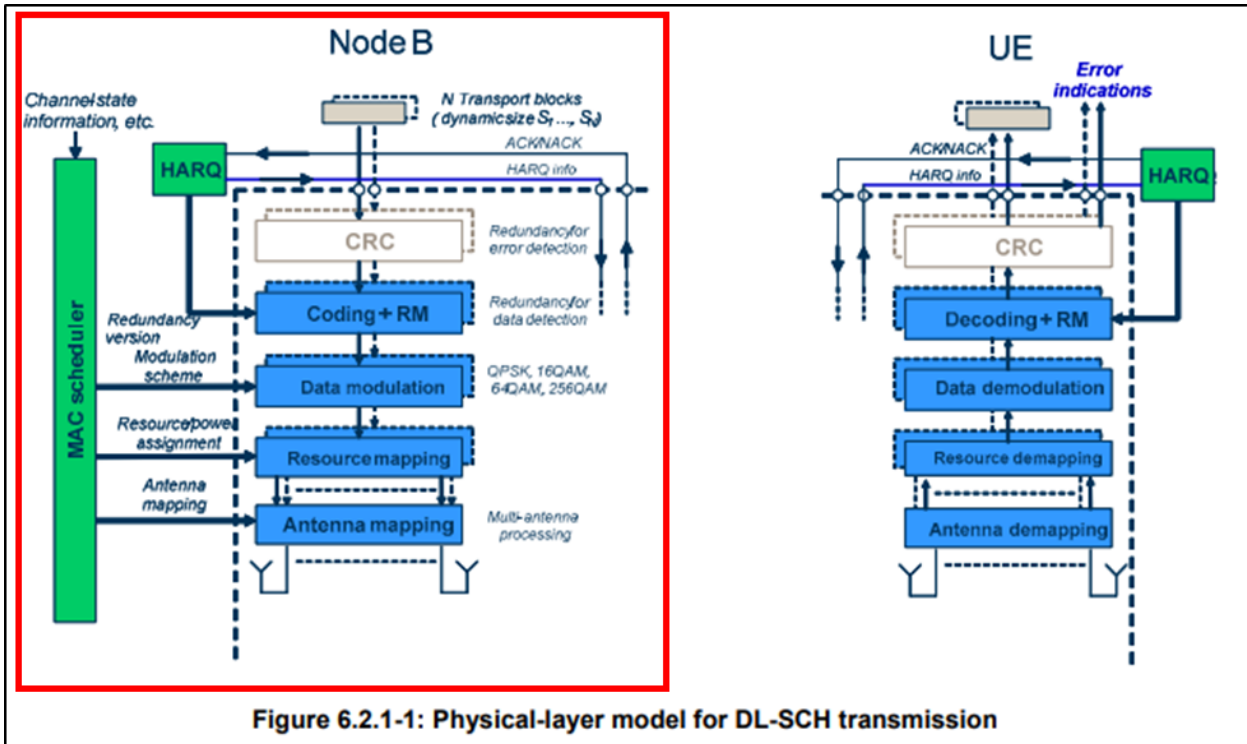 Node B
Channel-state
information, etc.
N Transport blocks
(dynamic size S1 ..., SN)
ACK/NACK
HARQ info
HARQ
CRC
Redundancy for
error detection
Coding + RM
Redundancy for
data detection
Redundancy
version
Modulation
scheme
Data modulation
QPSK, 16QAM,
64QAM, 256QAM
MAC scheduler
Resource/power
assignment
Resource mapping
Antenna
mapping
Antenna mapping
Multi-antenna
processing
UE
Error
indications
ACK/NACK
HARQ info
HARQ
CRC
Decoding + RM
Data demodulation
Resource demapping
Antenna demapping
Figure 6.2.1-1: Physical-layer model for DL-SCH transmission